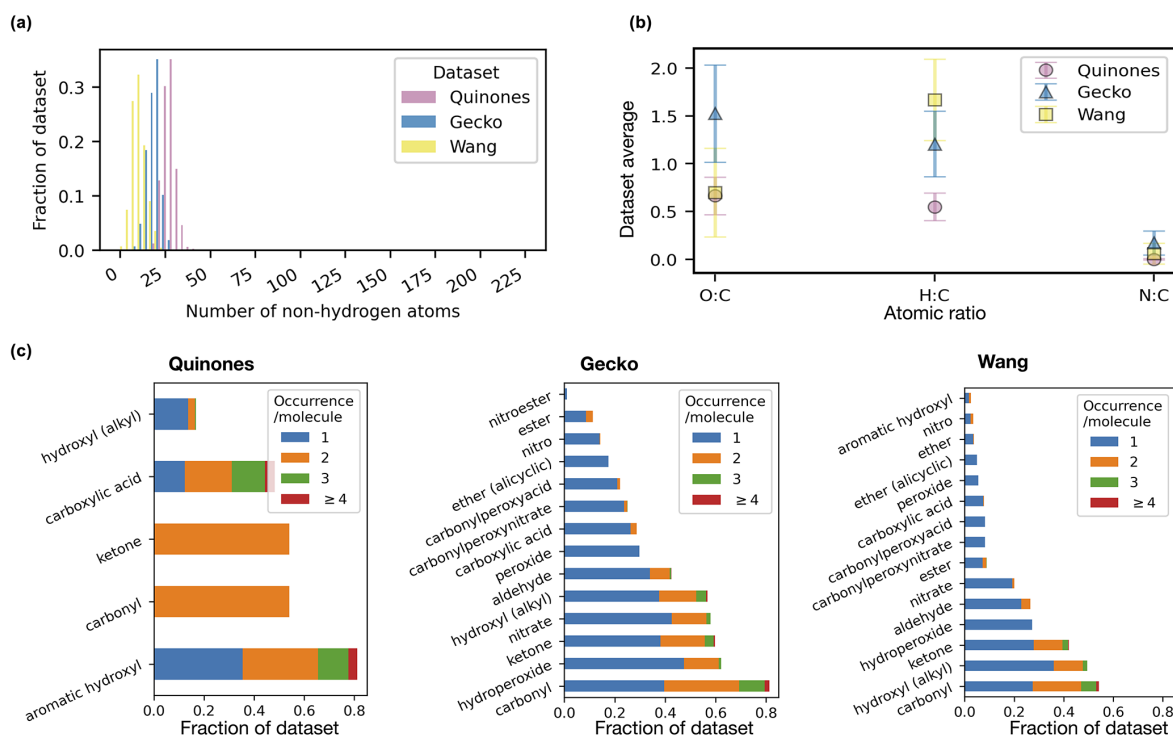 (a)
Fraction of dataset
0.3
0.2
0.1
0.0
Dataset
Quinones
Gecko
Wang
0
25
50
75
100
125
150
175
200
225
Number of non-hydrogen atoms
(b)
Dataset average
2.0
1.5
1.0
0.5
0.0
Quinones
Gecko
Wang
O:C
H:C
N:C
Atomic ratio
(c)
Quinones
hydroxyl (alkyl)
carboxylic acid
ketone
carbonyl
aromatic hydroxyl
Occurrence
/molecule
1
2
3
≥ 4
0.0
0.2
0.4
0.6
0.8
Fraction of dataset
Gecko
nitroester
ester
nitro
ether (alicyclic)
carbonylperoxyacid
carbonylperoxynitrate
carboxylic acid
peroxide
aldehyde
hydroxyl (alkyl)
nitrate
ketone
hydroperoxide
carbonyl
Occurrence
/molecule
1
2
3
≥ 4
0.0
0.2
0.4
0.6
0.8
Fraction of dataset
Wang
aromatic hydroxyl
nitro
ether
ether (alicyclic)
peroxide
carboxylic acid
carbonylperoxyacid
carbonylperoxynitrate
ester
nitrate
aldehyde
hydroperoxide
ketone
hydroxyl (alkyl)
carbonyl
Occurrence
/molecule
1
2
3
≥ 4
0.0
0.2
0.4
0.6
0.8
Fraction of dataset